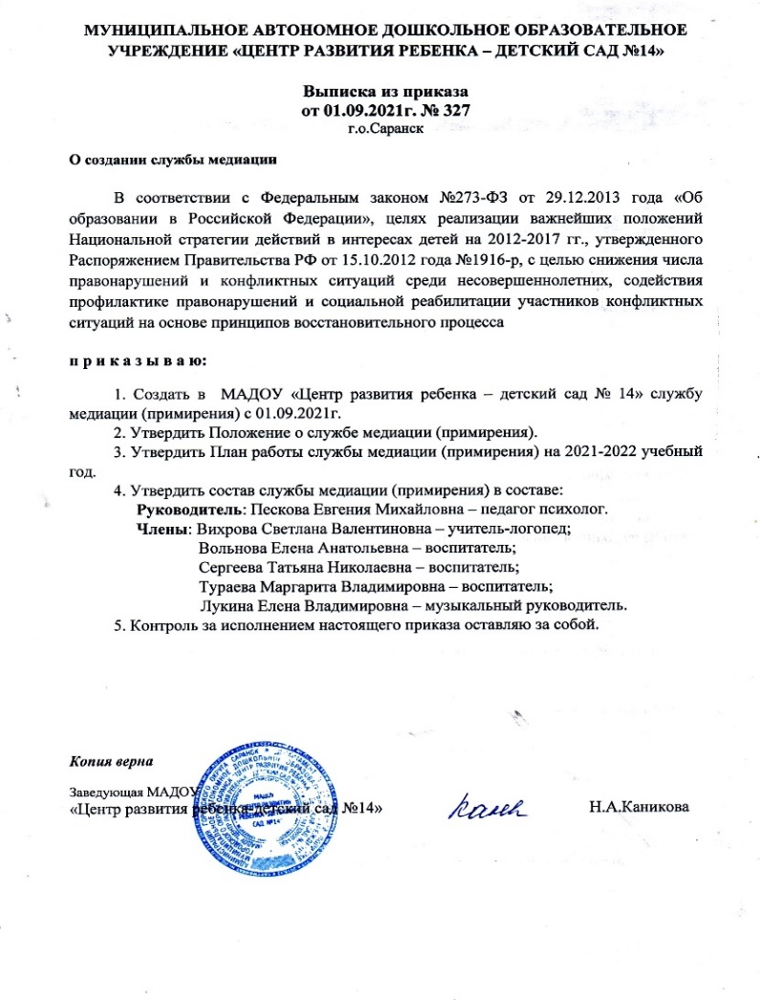 МУНИЦИПАЛЬНОЕ АВТОНОМНОЕ ДОШКОЛЬНОЕ ОБРАЗОВАТЕЛЬНОЕ
УЧРЕЖДЕНИЕ «ЦЕНТР РАЗВИТИЯ РЕБЕНКА – ДЕТСКИЙ САД №14»
Выписка из приказа
от 01.09.2021г. № 327
г.о.Саранск
О создании службы медиации
В соответствии с Федеральным законом №273-ФЗ от 29.12.2013 года «Об
образовании в Российской Федерации», целях реализации важнейших положений
Национальной стратегии действий в интересах детей на 2012-2017 гг., утвержденного
Распоряжением Правительства РФ от 15.10.2012 года №1916-р, с целью снижения числа
правонарушений и конфликтных ситуаций среди несовершеннолетних, содействия
профилактике правонарушений и социальной реабилитации участников конфликтных
ситуаций на основе принципов восстановительного процесса
п р и к а з ы в а ю:
1. Создать в МАДОУ «Центр развития ребенка – детский сад № 14» службу
медиации (примирения) с 01.09.2021г.
2. Утвердить Положение о службе медиации (примирения).
3. Утвердить План работы службы медиации (примирения) на 2021-2022 учебный
год.
4. Утвердить состав службы медиации (примирения) в составе:
Руководитель: Пескова Евгения Михайловна – педагог психолог.
Члены: Вихрова Светлана Валентиновна – учитель-логопед;
Вольнова Елена Анатольевна – воспитатель;
Сергеева Татьяна Николаевна – воспитатель;
Тураева Маргарита Владимировна – воспитатель;
Лукина Елена Владимировна – музыкальный руководитель.
5. Контроль за исполнением настоящего приказа оставляю за собой.
Копия верна
Заведующая МАДОУ
«Центр развития ребенка-детский сад №14»
Н.А.Каникова